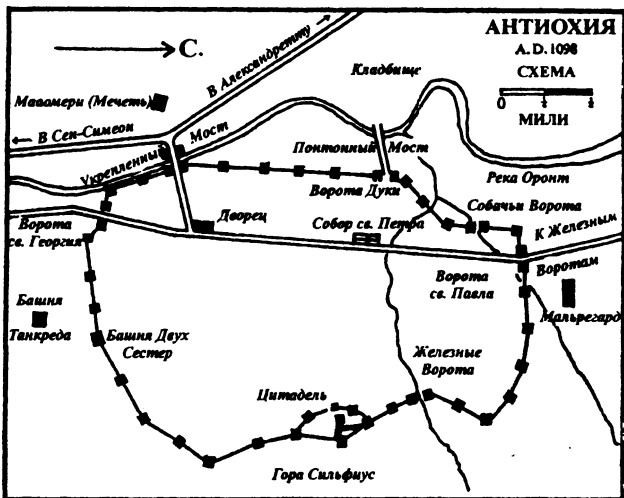 АНТИОХИЯ
A.D. 1098
СХЕМА
МИЛИ
С.
В Александретту
Кладбище
Мавамери (Мечеть)
← В Сен-Симеон
Укрепленный Мост
Понтонный Мост
Река Оронт
Ворота Дуки
Собачьи Ворота
К Железным
Воротам
Ворота
св. Георгия
Дворец
Собор св. Петра
Ворота
св. Павла
Мальрегард
Башня
Танкреда
Башня Двух
Сестер
Железные
Ворота
Цитадель
Гора Сильфиус